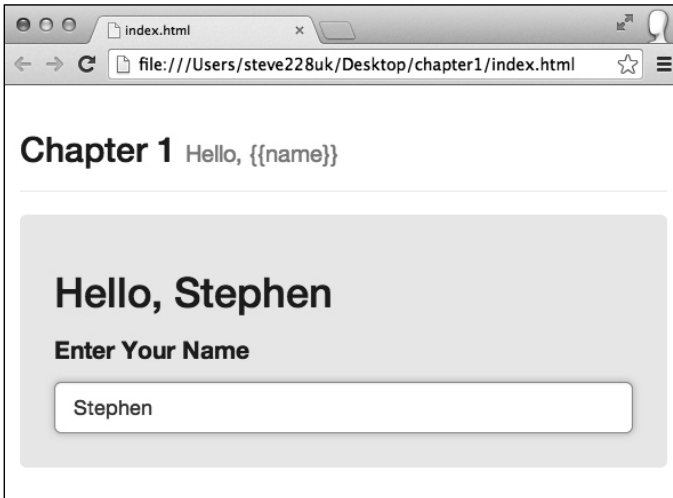 index.html
file:///Users/steve228uk/Desktop/chapter1/index.html
Chapter 1 Hello, {{name}}
Hello, Stephen
Enter Your Name
Stephen